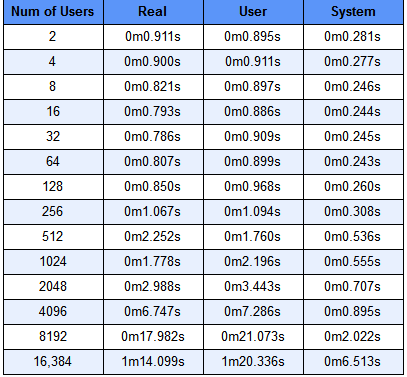 Num of Users Real User System
2 0m0.911s 0m0.895s 0m0.281s
4 0m0.900s 0m0.911s 0m0.277s
8 0m0.821s 0m0.897s 0m0.246s
16 0m0.793s 0m0.886s 0m0.244s
32 0m0.786s 0m0.909s 0m0.245s
64 0m0.807s 0m0.899s 0m0.243s
128 0m0.850s 0m0.968s 0m0.260s
256 0m1.067s 0m1.094s 0m0.308s
512 0m2.252s 0m1.760s 0m0.536s
1024 0m1.778s 0m2.196s 0m0.555s
2048 0m2.988s 0m3.443s 0m0.707s
4096 0m6.747s 0m7.286s 0m0.895s
8192 0m17.982s 0m21.073s 0m2.022s
16,384 1m14.099s 1m20.336s 0m6.513s